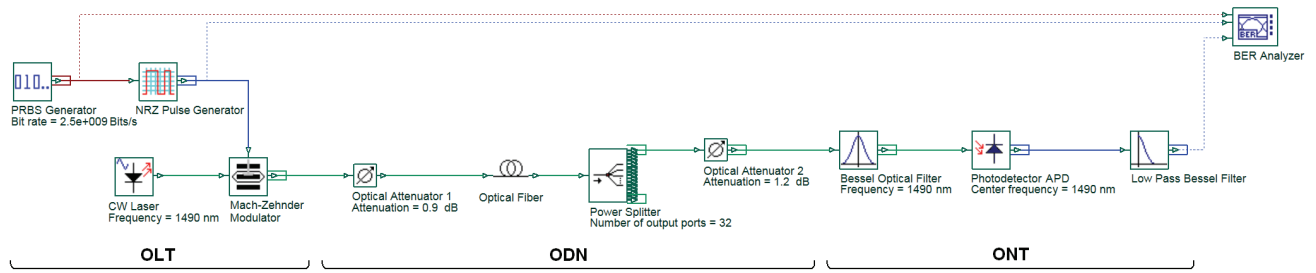 BER
BER Analyzer
010..
PRBS Generator
Bit rate = 2.5e+009 Bits/s
NRZ Pulse Generator
CW Laser
Frequency = 1490 nm
Mach-Zehnder
Modulator
Optical Attenuator 1
Attenuation = 0.9 dB
Optical Fiber
Power Splitter
Number of output ports = 32
Optical Attenuator 2
Attenuation = 1.2 dB
Bessel Optical Filter
Frequency = 1490 nm
Photodetector APD
Center frequency = 1490 nm
Low Pass Bessel Filter
OLT
ODN
ONT